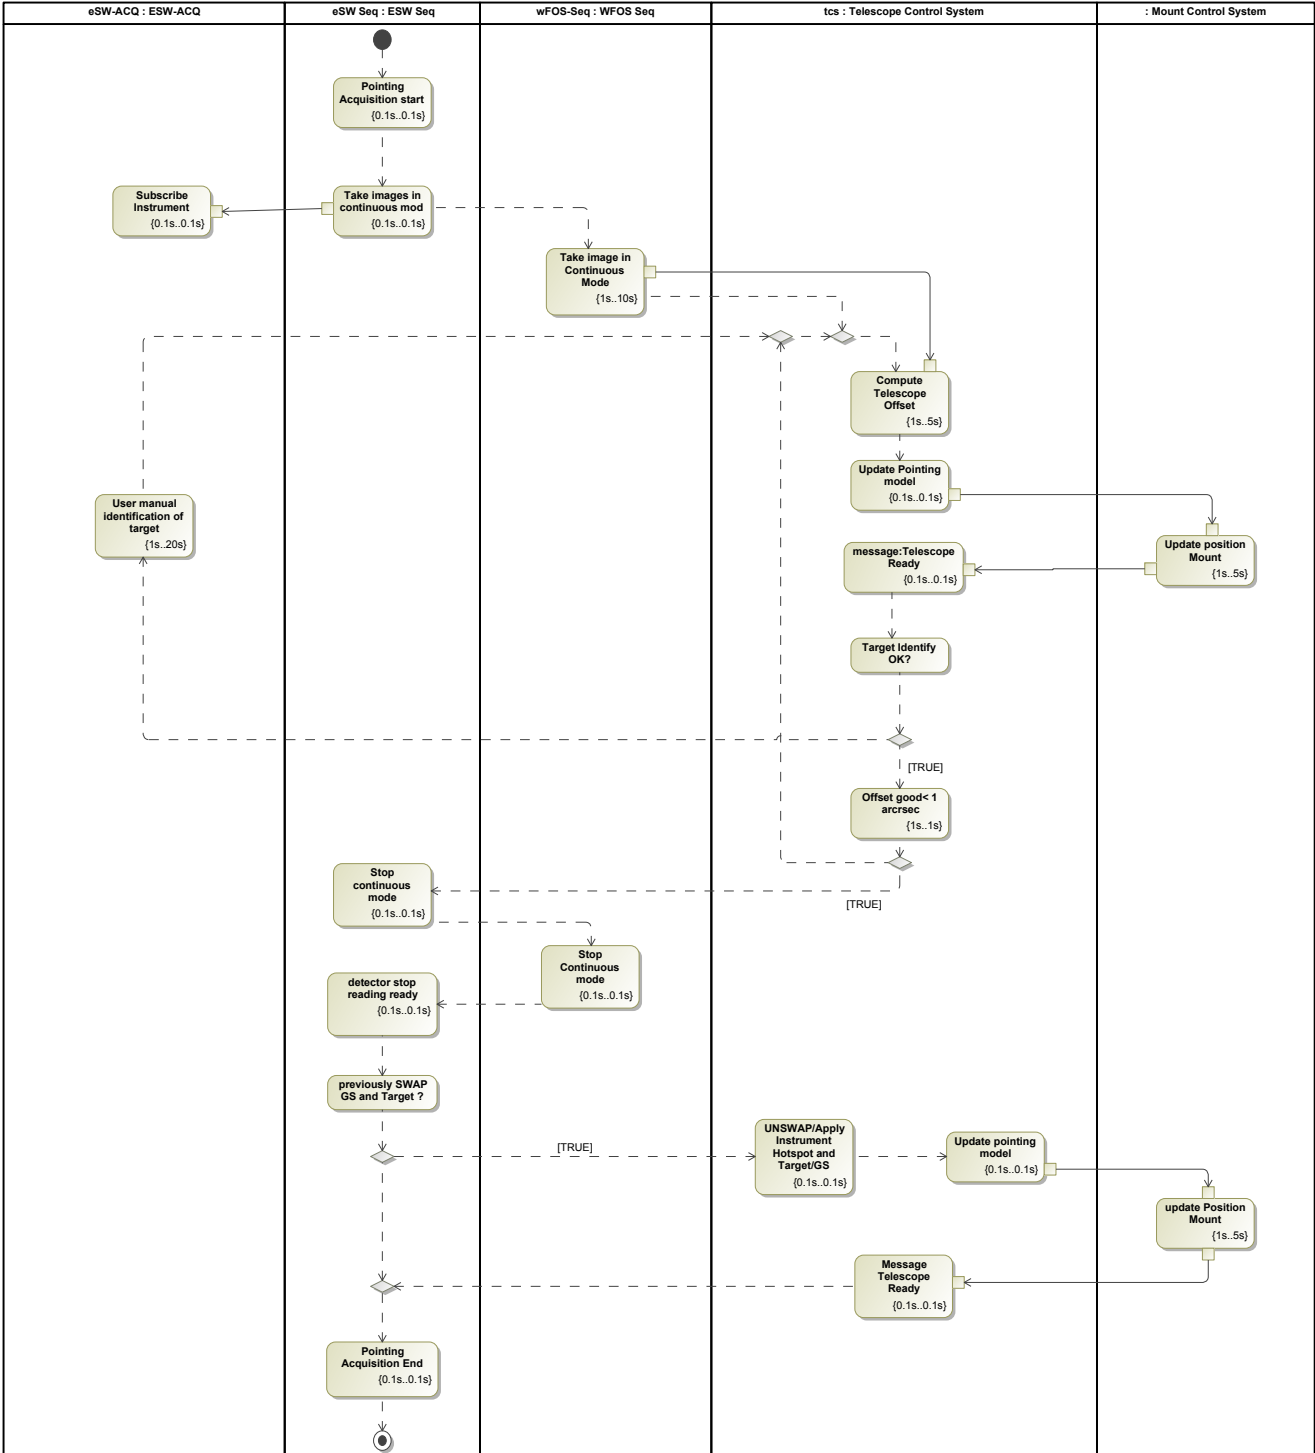 eSW-ACQ : ESW-ACQ
eSW Seq : ESW Seq
wFOS-Seq : WFOS Seq
tcs : Telescope Control System
: Mount Control System
Pointing
Acquisition start
{0.1s..0.1s}
Subscribe
Instrument
{0.1s..0.1s}
Take images in
continuous mod
{0.1s..0.1s}
Take image in
Continuous
Mode
{1s..10s}
Compute
Telescope
Offset
{1s..5s}
Update Pointing
model
{0.1s..0.1s}
User manual
identification of
target
{1s..20s}
Update position
Mount
{1s..5s}
message:Telescope
Ready
{0.1s..0.1s}
Target Identify
OK?
[TRUE]
Offset good< 1
arcrsec
{1s..1s}
[TRUE]
Stop
continuous
mode
{0.1s..0.1s}
Stop
Continuous
mode
{0.1s..0.1s}
detector stop
reading ready
{0.1s..0.1s}
previously SWAP
GS and Target ?
[TRUE]
UNSWAP/Apply
Instrument
Hotspot and
Target/GS
{0.1s..0.1s}
Update pointing
model
{0.1s..0.1s}
update Position
Mount
{1s..5s}
Message
Telescope
Ready
{0.1s..0.1s}
Pointing
Acquisition End
{0.1s..0.1s}